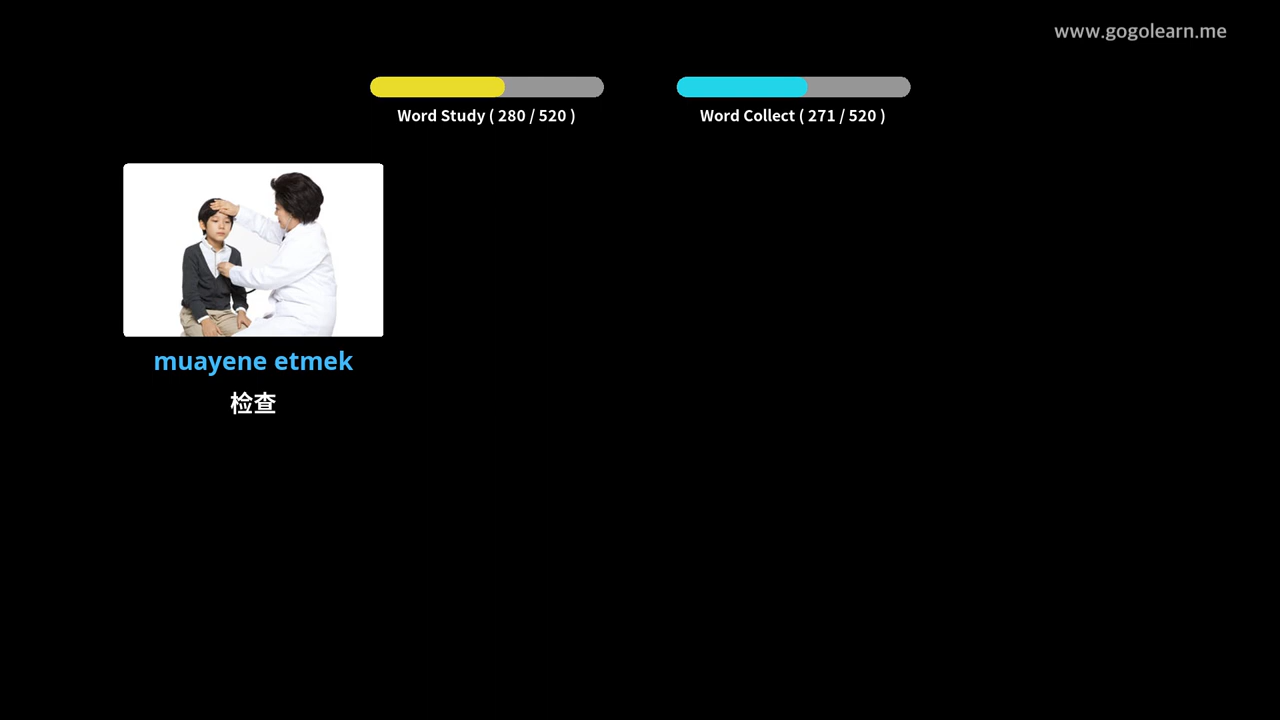 www.gogolearn.me
Word Study ( 280 / 520 )
Word Collect ( 271 / 520 )
muayene etmek
检查